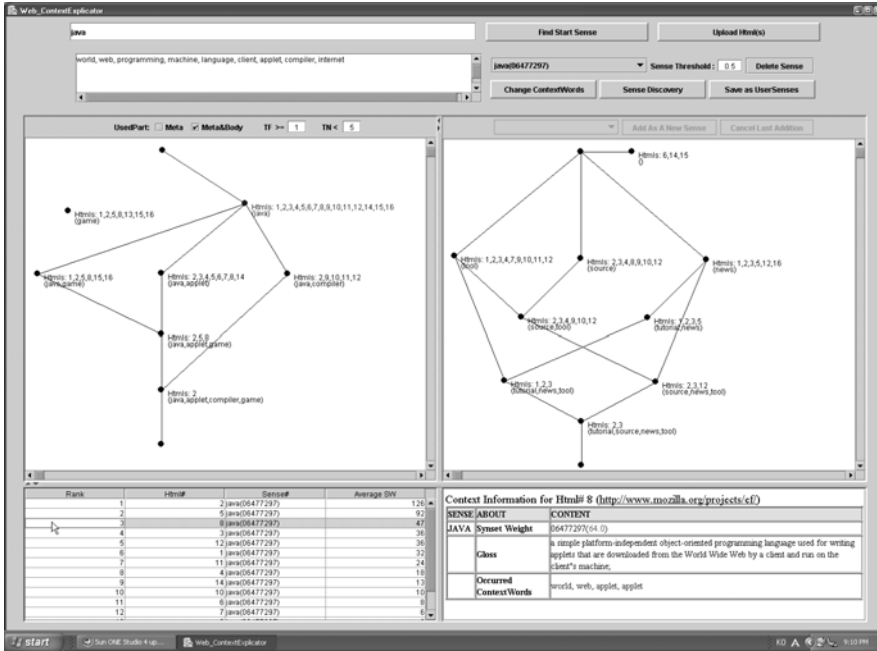 Web_ContextExplicator
java
Find Start Sense
Upload Html(s)
world, web, programming, machine, language, client, applet, compiler, internet
java(06477297)
Sense Threshold :
0.5
Delete Sense
Change ContextWords
Sense Discovery
Save as UserSenses
UsedPart:
Meta
Meta&Body
TF >=
1
TN <
5
Add As A New Sense
Cancel Last Addition
Htmls: 1,2,5,8,13,15,16
(game)
Htmls: 1,2,3,4,5,6,7,8,9,10,11,12,14,15,16
(java)
Htmls: 1,2,5,8,15,16
(java,game)
Htmls: 2,3,4,5,6,7,8,14
(java,applet)
Htmls: 2,9,10,11,12
(java,compiler)
Htmls: 2,5,8
(java,applet,game)
Htmls: 2
(java,applet,compiler,game)
Htmls: 6,14,15
()
Htmls: 1,2,3,4,7,9,10,11,12
(tool)
Htmls: 2,3,4,8,9,10,12
(source)
Htmls: 1,2,3,5,12,16
(news)
Htmls: 2,3,4,9,10,12
(source,tool)
Htmls: 1,2,3,5
(tutorial,news)
Htmls: 1,2,3
(tutorial,news,tool)
Htmls: 2,3,12
(source,news,tool)
Htmls: 2,3
(tutorial,source,news,tool)
Rank Html# Sense# Average SW
1 2 java(06477297) 126
2 5 java(06477297) 92
3 8 java(06477297) 47
4 3 java(06477297) 36
5 12 java(06477297) 36
6 1 java(06477297) 32
7 11 java(06477297) 24
8 4 java(06477297) 18
9 14 java(06477297) 13
10 10 java(06477297) 10
11 6 java(06477297) 8
12 7 java(06477297) 6
Context Information for Html# 8 (http://www.mozilla.org/projects/ef/)
SENSE ABOUT CONTENT
JAVA Synset Weight 06477297(64.0)
Gloss
a simple platform-independent object-oriented programming language used for writing
applets that are downloaded from the World Wide Web by a client and run on the
client"s machine;
Occurred
ContextWords
world, web, applet, applet
start
Sun ONE Studio 4 up...
Web_ContextExplicator
KO
A
9:10 PM